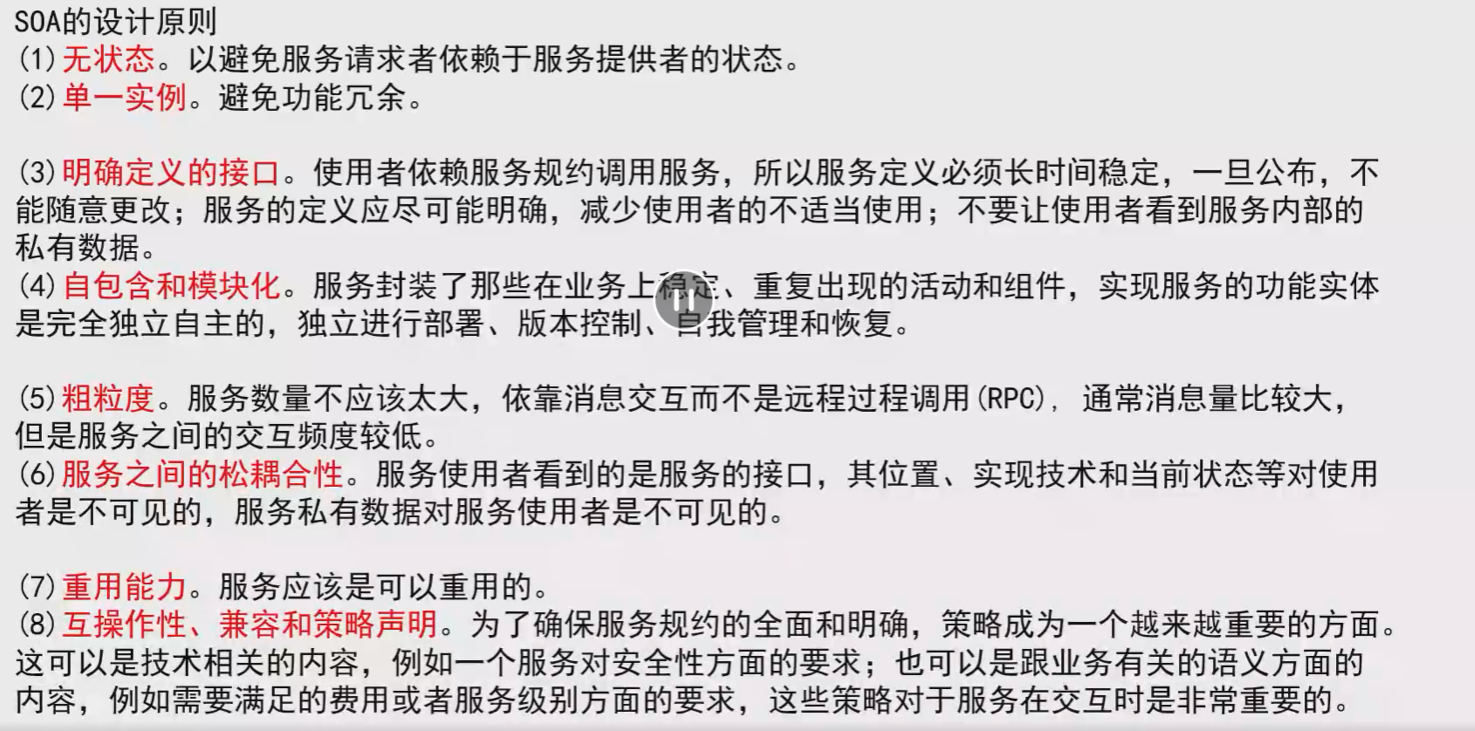 SOA的设计原则
(1)无状态。以避免服务请求者依赖于服务提供者的状态。
(2)单一实例。避免功能冗余。
(3)明确定义的接口。使用者依赖服务规约调用服务，所以服务定义必须长时间稳定，一旦公布，不
能随意更改；服务的定义应尽可能明确，减少使用者的不适当使用；不要让使用者看到服务内部的
私有数据。
(4)自包含和模块化。服务封装了那些在业务上稳定、重复出现的活动和组件，实现服务的功能实体
是完全独立自主的，独立进行部署、版本控制、自我管理和恢复。
(5)粗粒度。服务数量不应该太大，依靠消息交互而不是远程过程调用(RPC)，通常消息量比较大，
但是服务之间的交互频度较低。
(6)服务之间的松耦合性。服务使用者看到的是服务的接口，其位置、实现技术和当前状态等对使用
者是不可见的，服务私有数据对服务使用者是不可见的。
(7)重用能力。服务应该是可以重用的。
(8)互操作性、兼容和策略声明。为了确保服务规约的全面和明确，策略成为一个越来越重要的方面。
这可以是技术相关的内容，例如一个服务对安全性方面的要求；也可以是跟业务有关的语义方面的
内容，例如需要满足的费用或者服务级别方面的要求，这些策略对于服务在交互时是非常重要的。